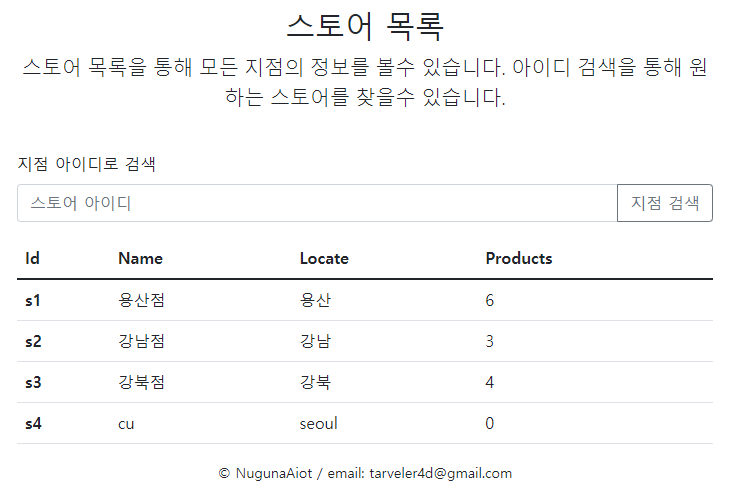 스토어 목록
스토어 목록을 통해 모든 지점의 정보를 볼수 있습니다. 아이디 검색을 통해 원
하는 스토어를 찾을수 있습니다.
지점 아이디로 검색
스토어 아이디 지점 검색
Id Name Locate Products
s1 용산점 용산 6
s2 강남점 강남 3
s3 강북점 강북 4
s4 cu seoul 0
© NugunaAiot / email: tarveler4d@gmail.com